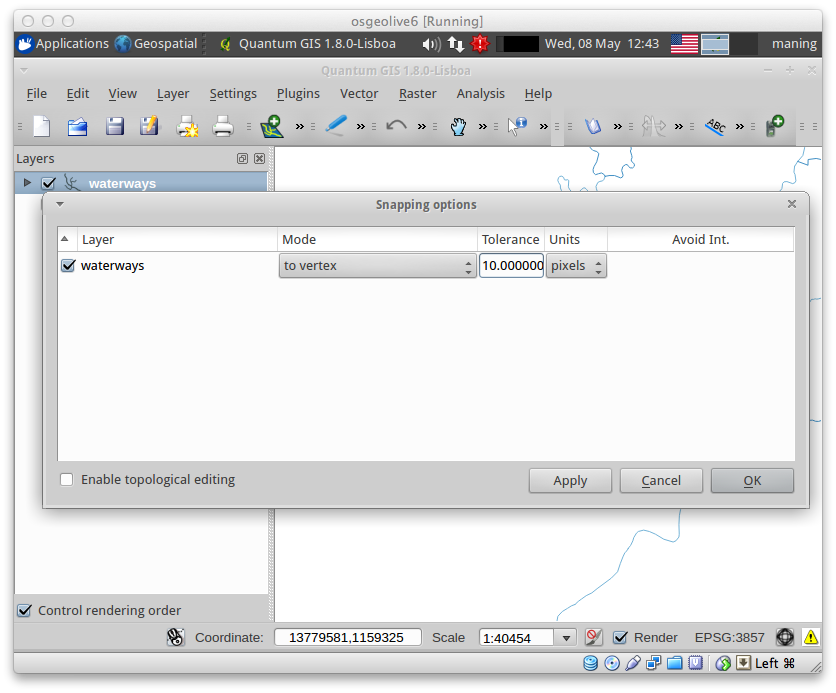 osgeolive6 [Running]
Applications Geospatial Quantum GIS 1.8.0-Lisboa Wed, 08 May 12:43 maning
Quantum GIS 1.8.0-Lisboa
File Edit View Layer Settings Plugins Vector Raster Analysis Help
ABC
Layers
waterways
Snapping options
Layer Mode Tolerance Units Avoid Int.
waterways to vertex 10.000000 pixels
Enable topological editing Apply Cancel OK
Control rendering order
Coordinate: 13779581,1159325 Scale 1:40454 Render EPSG:3857
Left ⌘